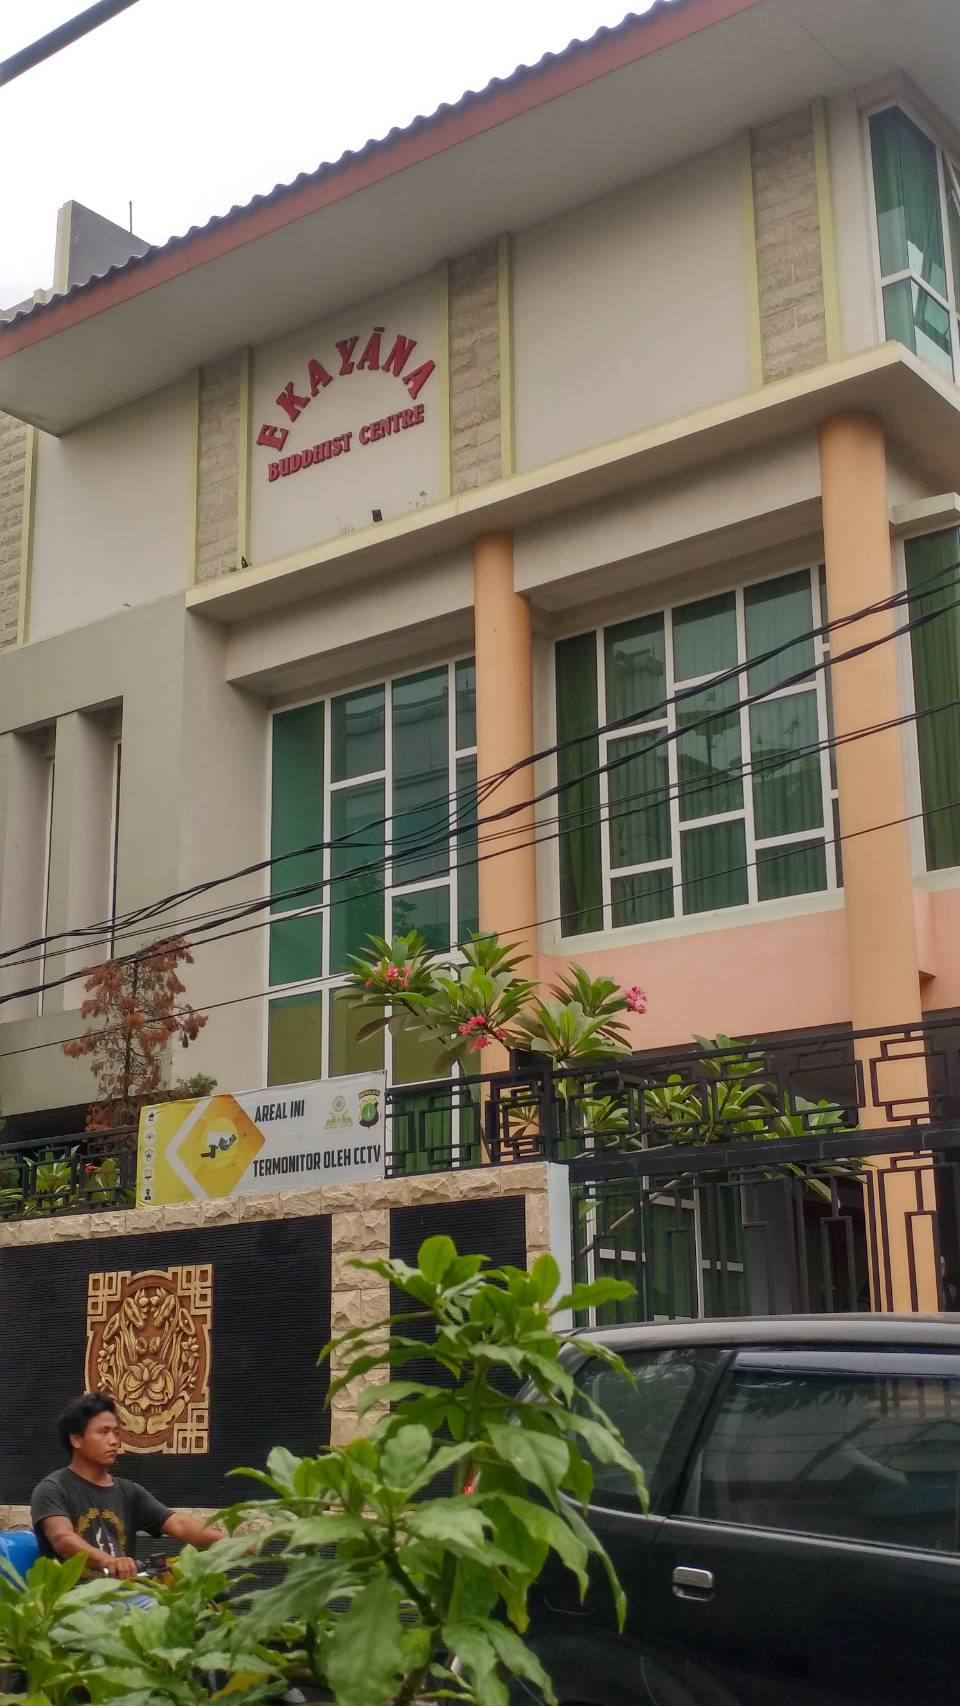 EKAYĀNA
BUDDHIST CENTRE
AREAL INI
TERMONITOR OLEH CCTV